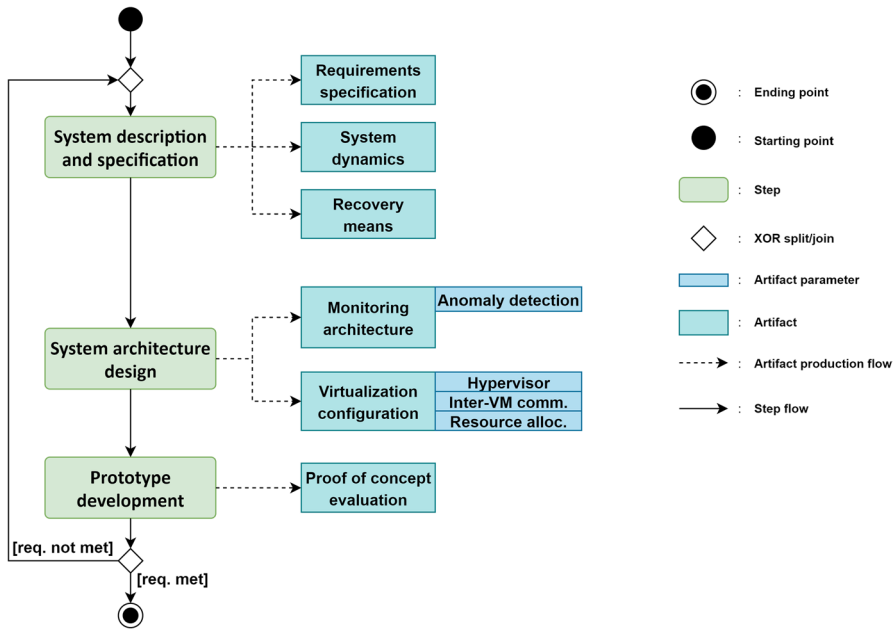 System description
and specification
Requirements
specification
System
dynamics
Recovery
means
System architecture
design
Monitoring
architecture
Anomaly detection
Virtualization
configuration
Hypervisor
Inter-VM comm.
Resource alloc.
Prototype
development
Proof of concept
evaluation
[req. not met]
[req. met]
: Ending point
: Starting point
: Step
: XOR split/join
: Artifact parameter
: Artifact
: Artifact production flow
: Step flow